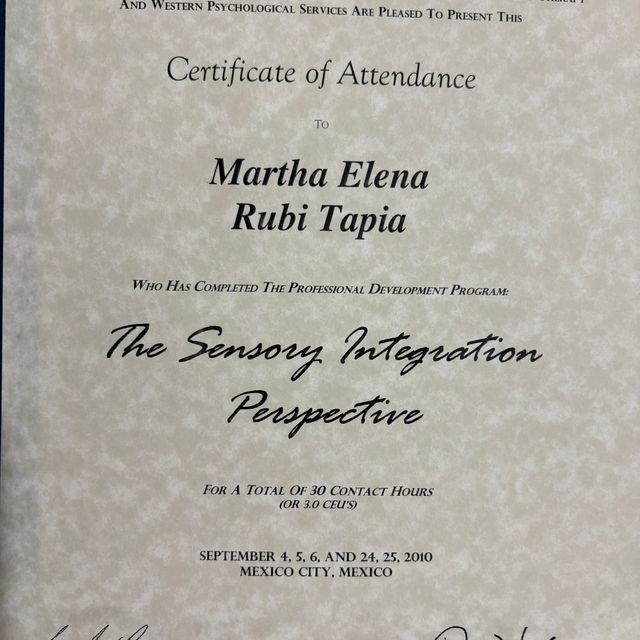 AND WESTERN PSYCHOLOGICAL SERVICES ARE PLEASED TO PRESENT THIS
Certificate of Attendance
TO
Martha Elena
Rubi Tapia
WHO HAS COMPLETED THE PROFESSIONAL DEVELOPMENT PROGRAM:
The Sensory Integration
Perspective
FOR A TOTAL OF 30 CONTACT HOURS
(OR 3.0 CEU'S)
SEPTEMBER 4, 5, 6, AND 24, 25, 2010
MEXICO CITY, MEXICO